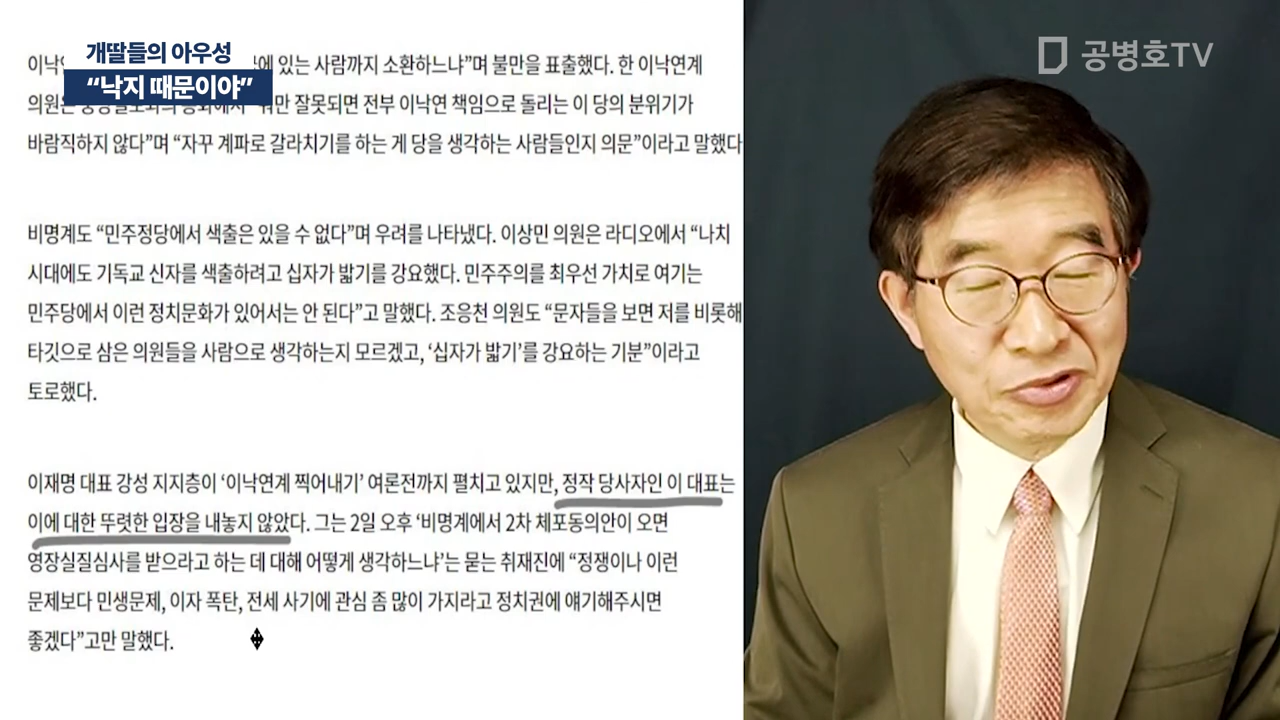 개딸들의 아우성
“낙지 때문이야”
공병호TV
에 있는 사람까지 소환하느냐”며 불만을 표출했다. 한 이낙연계
만 잘못되면 전부 이낙연 책임으로 돌리는 이 당의 분위기가
바람직하지 않다”며 “자꾸 계파로 갈라치기를 하는 게 당을 생각하는 사람들인지 의문”이라고 말했다
비명계도 “민주정당에서 색출은 있을 수 없다”며 우려를 나타냈다. 이상민 의원은 라디오에서 “나치
시대에도 기독교 신자를 색출하려고 십자가 밟기를 강요했다. 민주주의를 최우선 가치로 여기는
민주당에서 이런 정치문화가 있어서는 안 된다”고 말했다. 조응천 의원도 “문자들을 보면 저를 비롯해
타깃으로 삼은 의원들을 사람으로 생각하는지 모르겠고, ‘십자가 밟기’를 강요하는 기분”이라고
토로했다.
이재명 대표 강성 지지층이 ‘이낙연계 찍어내기’ 여론전까지 펼치고 있지만, 정작 당사자인 이 대표는
이에 대한 뚜렷한 입장을 내놓지 않았다. 그는 2일 오후 ‘비명계에서 2차 체포동의안이 오면
영장실질심사를 받으라고 하는 데 대해 어떻게 생각하느냐’는 묻는 취재진에 “정쟁이나 이런
문제보다 민생문제, 이자 폭탄, 전세 사기에 관심 좀 많이 가지라고 정치권에 얘기해주시면
좋겠다”고만 말했다.